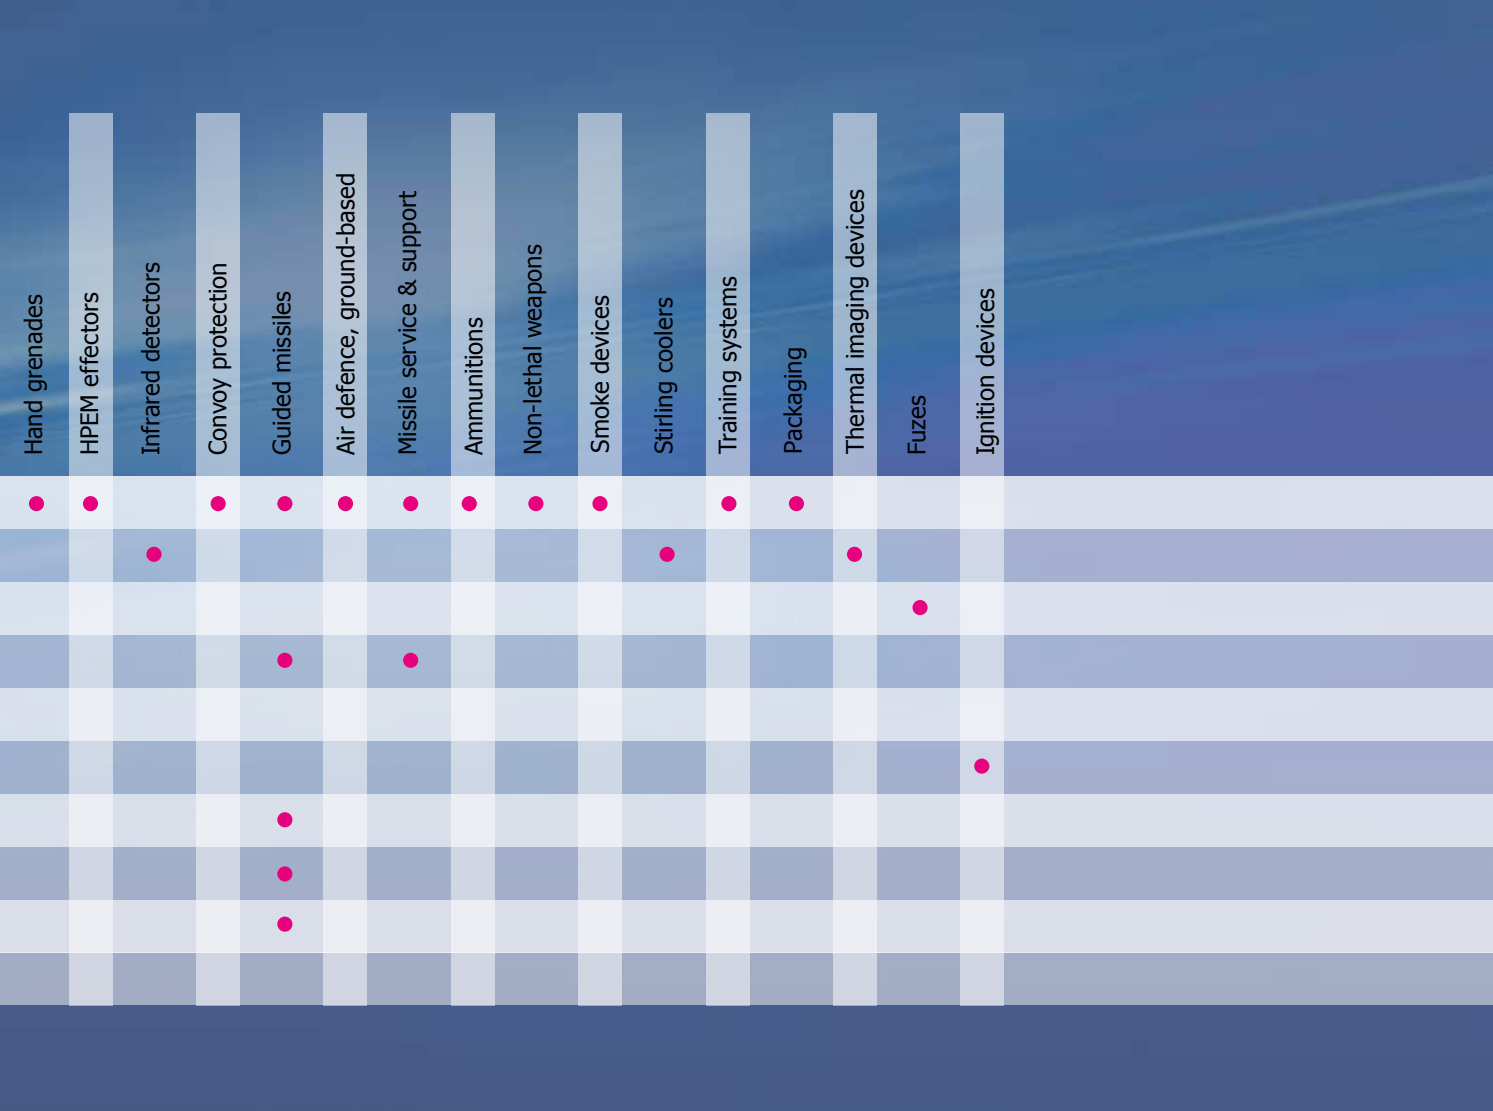 Hand grenades
HPEM effectors
Infrared detectors
Convoy protection
Guided missiles
Air defence, ground-based
Missile service & support
Ammunitions
Non-lethal weapons
Smoke devices
Stirling coolers
Training systems
Packaging
Thermal imaging devices
Fuzes
Ignition devices